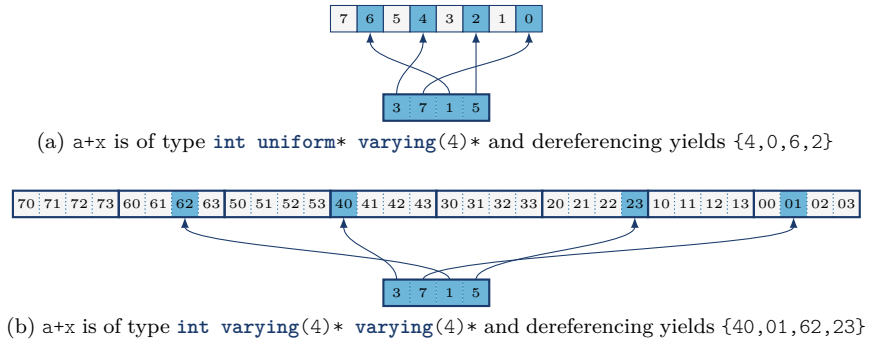 7 6 5 4 3 2 1 0
3 7 1 5
(a) a+x is of type int uniform* varying(4)* and dereferencing yields {4,0,6,2}
70 71 72 73 60 61 62 63 50 51 52 53 40 41 42 43 30 31 32 33 20 21 22 23 10 11 12 13 00 01 02 03
3 7 1 5
(b) a+x is of type int varying(4)* varying(4)* and dereferencing yields {40,01,62,23}